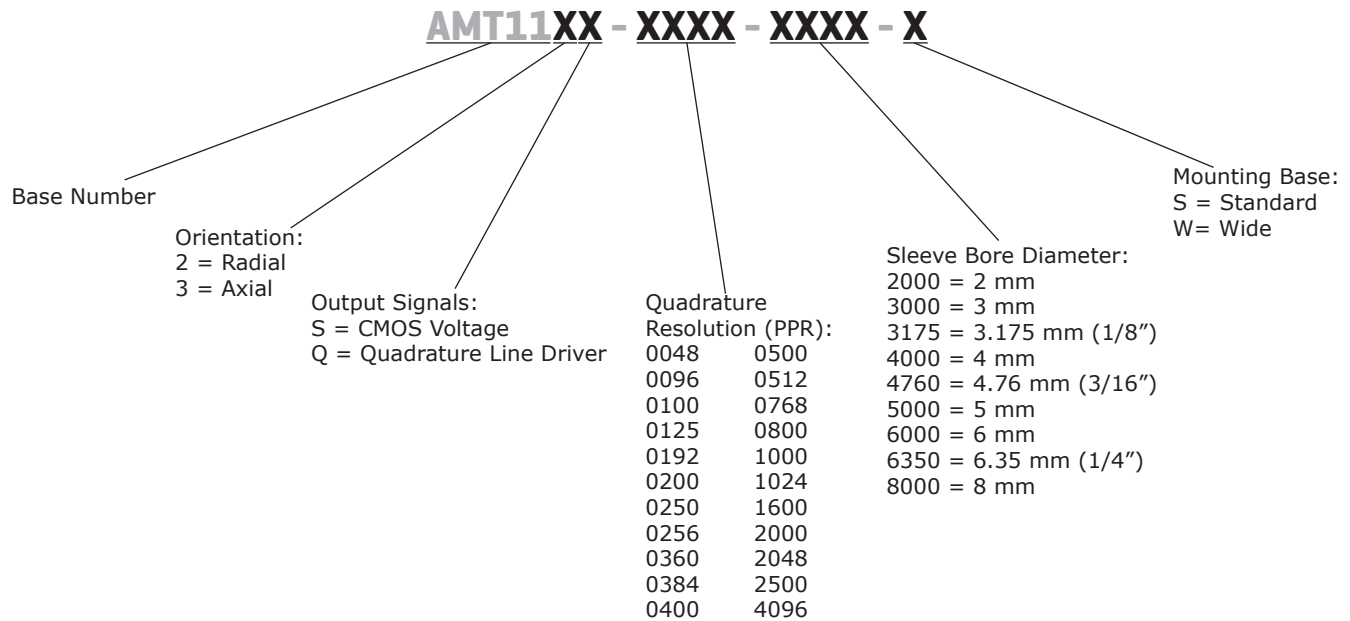 AMT11XX - XXXX - XXXX - X
Base Number
Orientation:
2 = Radial
3 = Axial
Output Signals:
S = CMOS Voltage
Q = Quadrature Line Driver
Quadrature
Resolution (PPR):
0048 0500
0096 0512
0100 0768
0125 0800
0192 1000
0200 1024
0250 1600
0256 2000
0360 2048
0384 2500
0400 4096
Sleeve Bore Diameter:
2000 = 2 mm
3000 = 3 mm
3175 = 3.175 mm (1/8″)
4000 = 4 mm
4760 = 4.76 mm (3/16″)
5000 = 5 mm
6000 = 6 mm
6350 = 6.35 mm (1/4″)
8000 = 8 mm
Mounting Base:
S = Standard
W= Wide